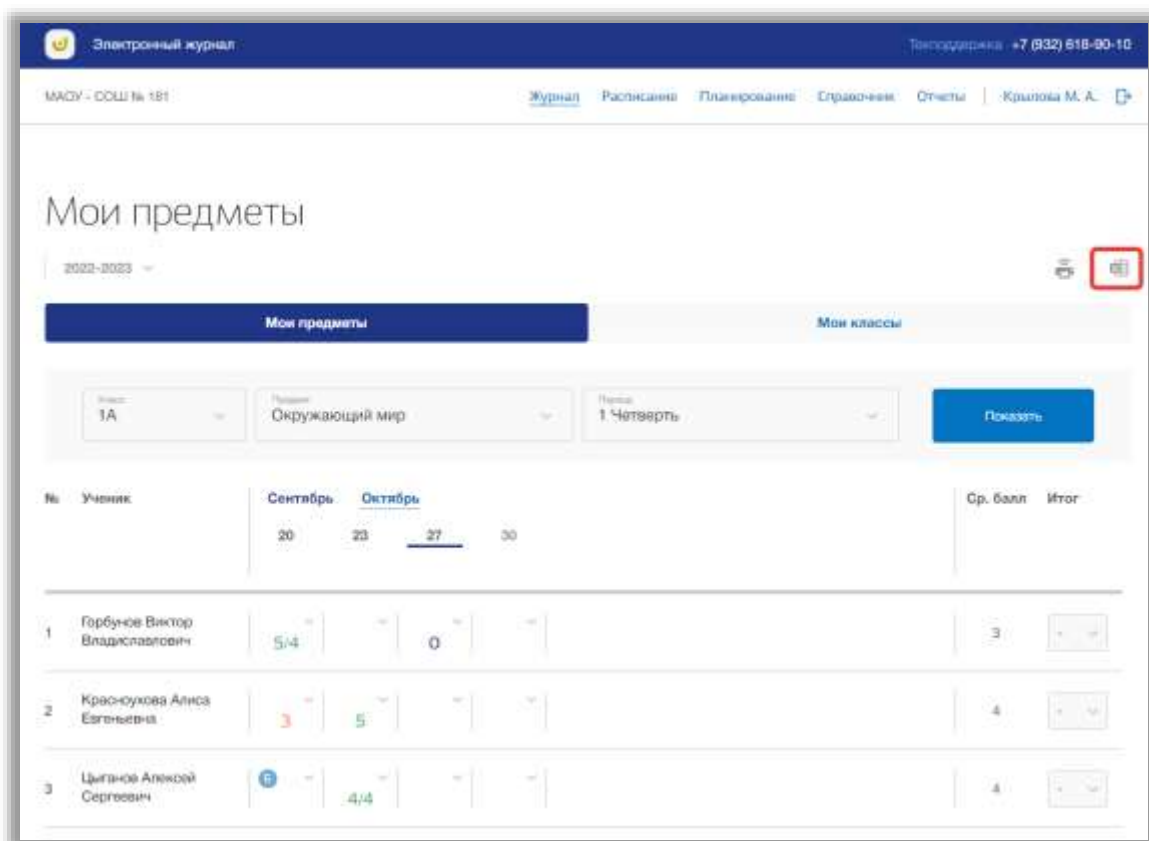 Электронный журнал Техподдержка +7 (932) 618-90-10
МАОУ - СОШ № 181 Журнал Расписание Планирование Справочник Отчеты Крылова М. А.
Мои предметы
2022-2023
Мои предметы Мои классы
Класс Предмет Период
1А Окружающий мир 1 Четверть Показать
№ Ученик Сентябрь Октябрь Ср. балл Итог
20 23 27 30
1 Горбунов Виктор Владиславович 5/4 0 3 -
2 Красноухова Алиса Евгеньевна 3 5 4 -
3 Цыганов Алексей Сергеевич Б 4/4 4 -